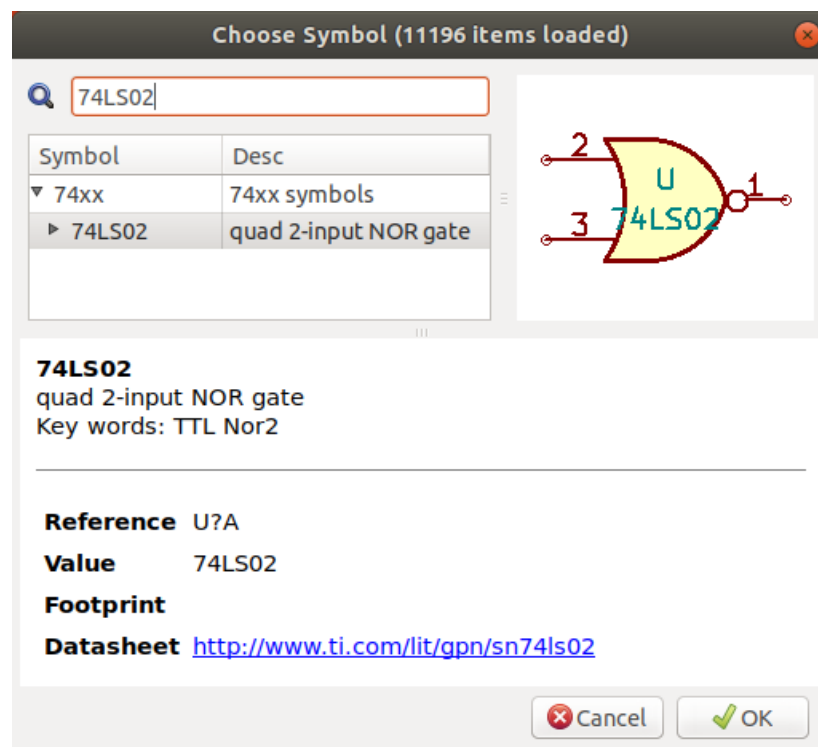 Choose Symbol (11196 items loaded)
74LS02
Symbol Desc
74xx 74xx symbols
74LS02 quad 2-input NOR gate
2
U
1
3
74LS02
74LS02
quad 2-input NOR gate
Key words: TTL Nor2
Reference U?A
Value 74LS02
Footprint
Datasheet http://www.ti.com/lit/gpn/sn74ls02
Cancel OK